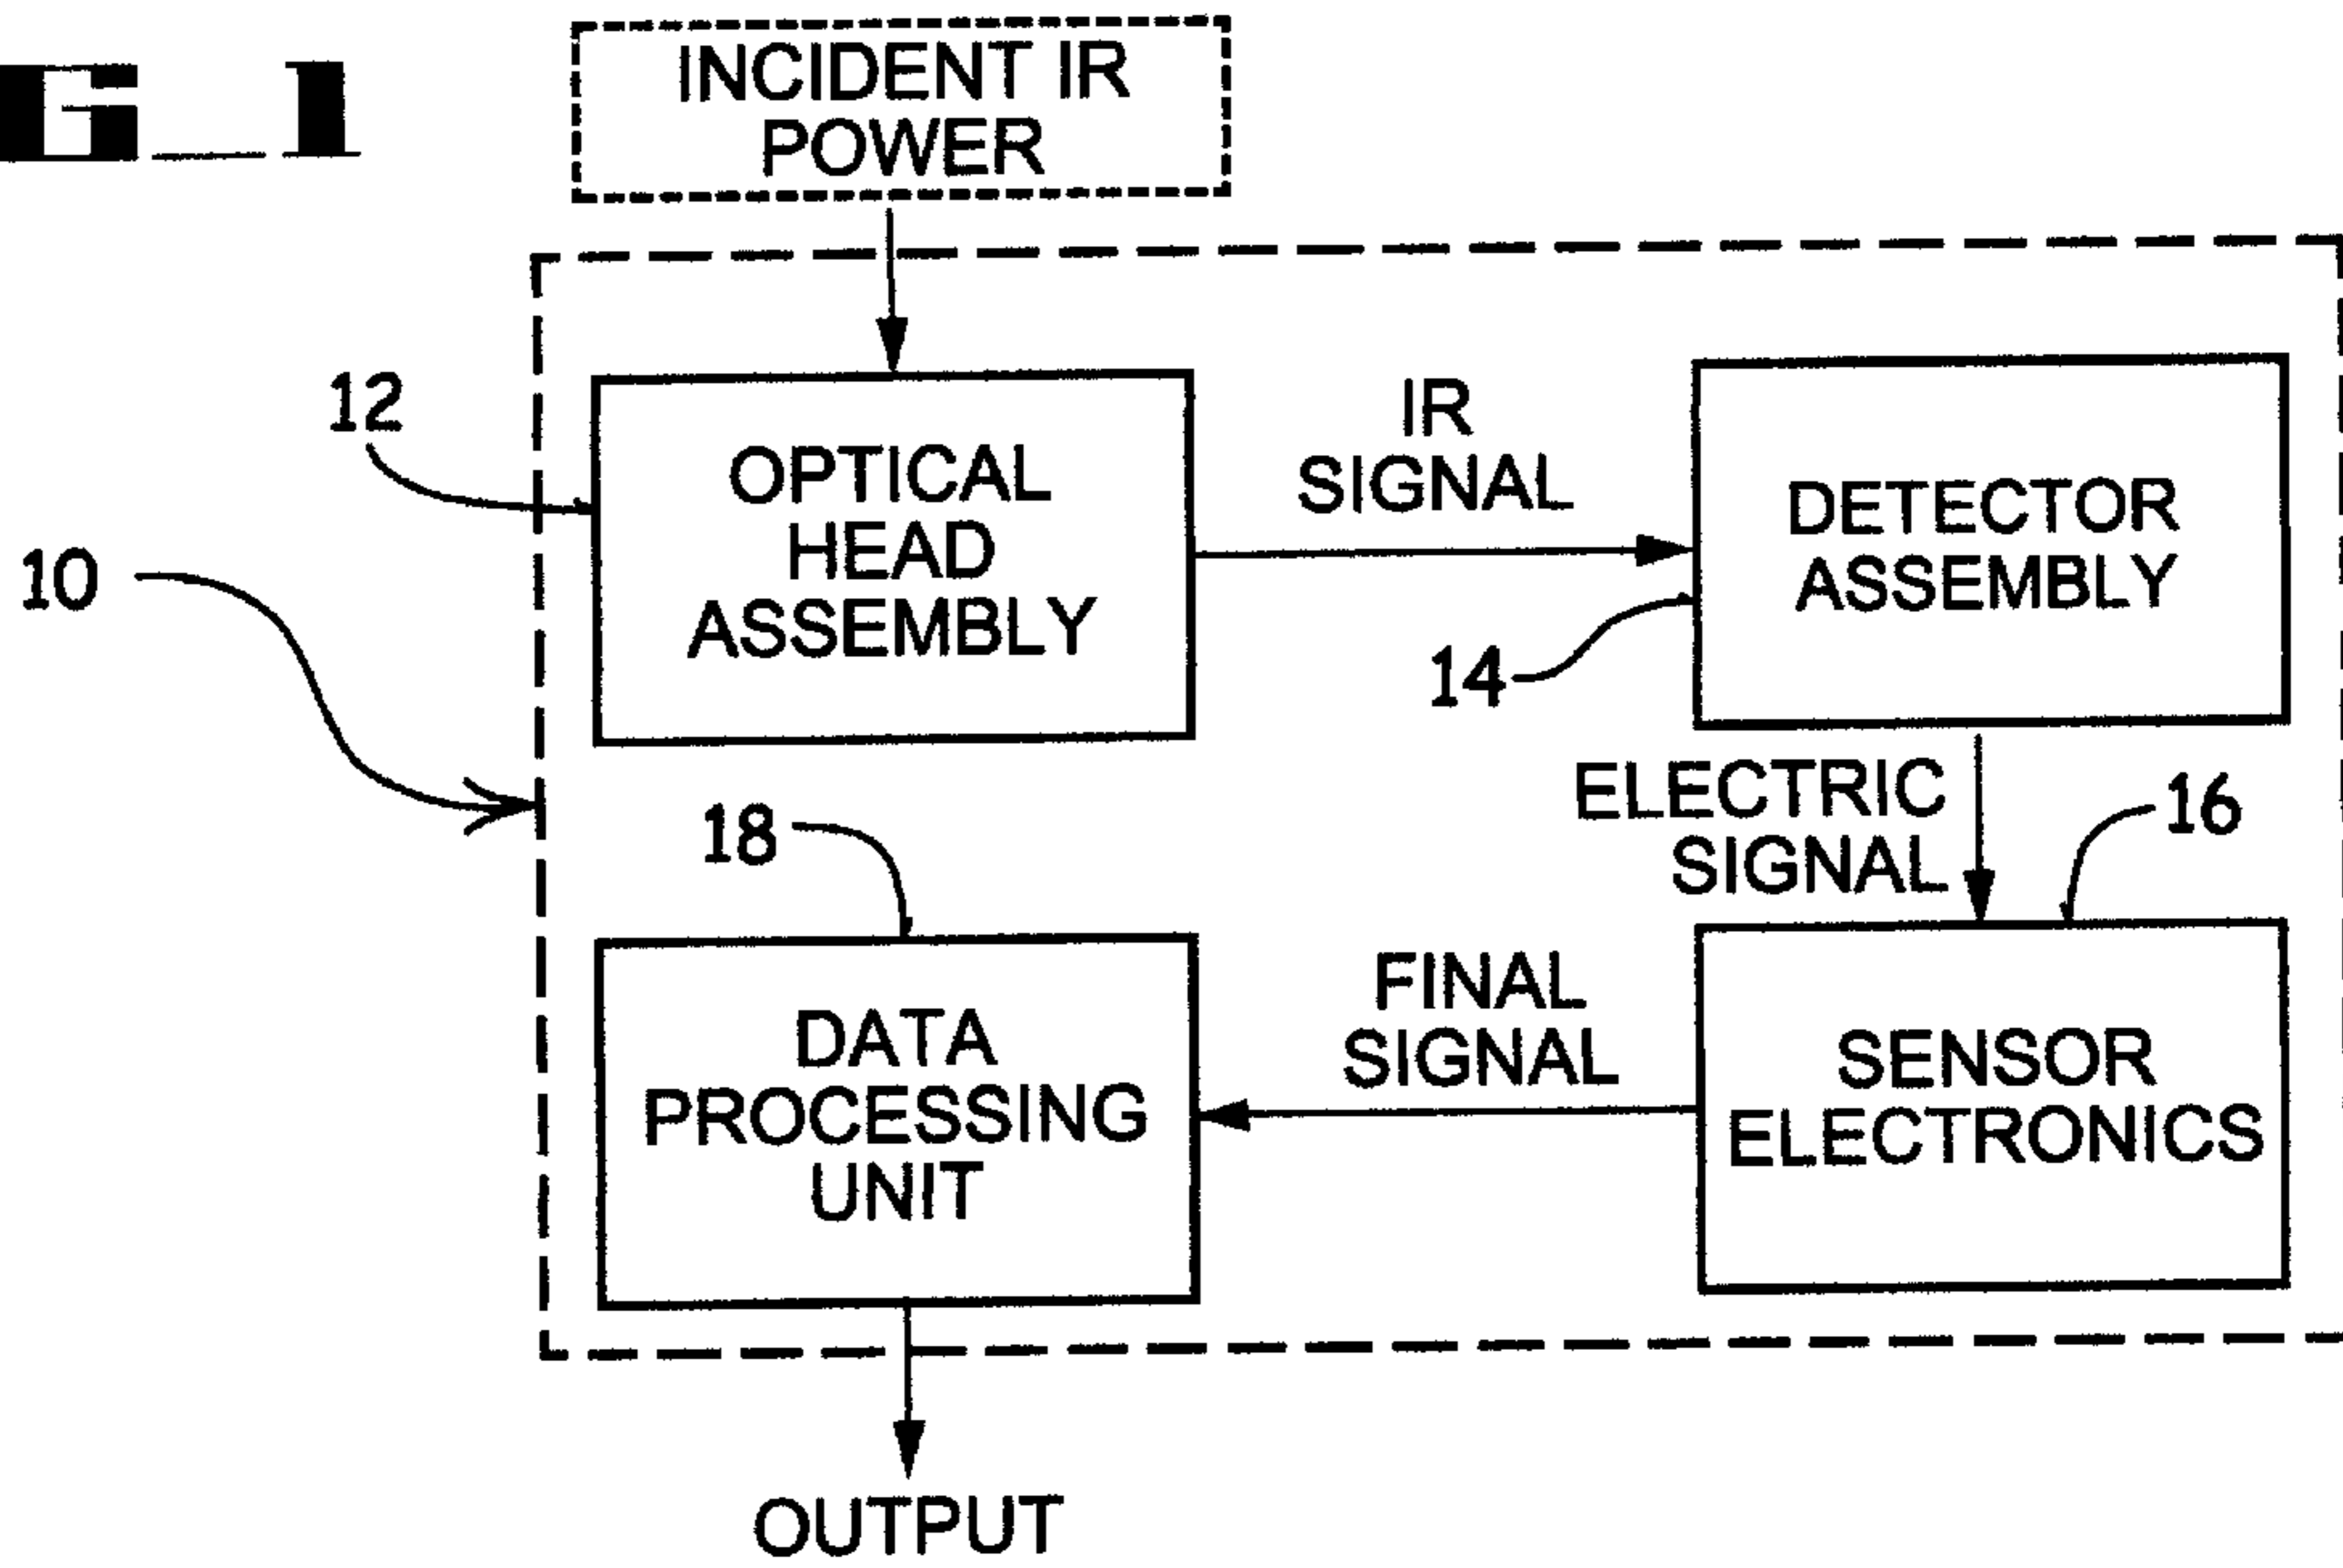 G_1
INCIDENT IR
POWER
12
OPTICAL
HEAD
ASSEMBLY
IR
SIGNAL
DETECTOR
ASSEMBLY
10
14
ELECTRIC
SIGNAL
16
18
DATA
PROCESSING
UNIT
FINAL
SIGNAL
SENSOR
ELECTRONICS
OUTPUT